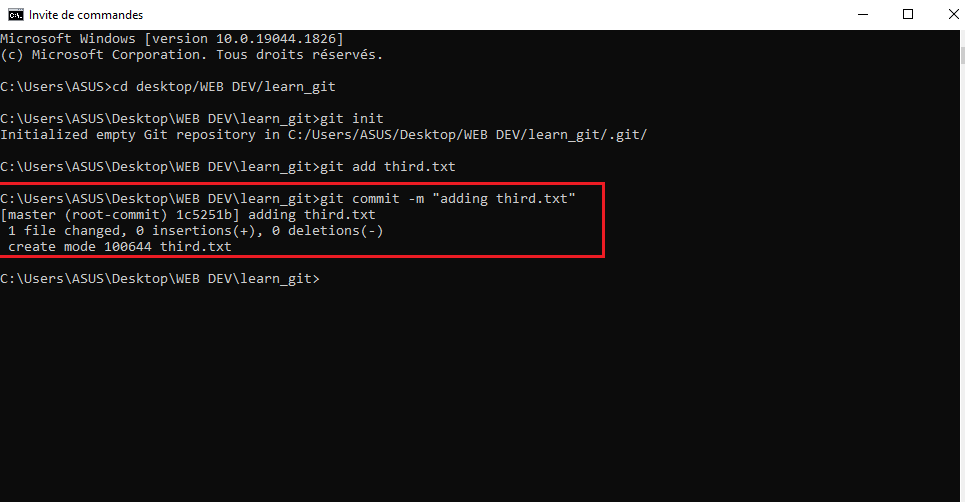 Invite de commandes
Microsoft Windows [version 10.0.19044.1826]
(c) Microsoft Corporation. Tous droits réservés.
C:\Users\ASUS>cd desktop/WEB DEV/learn_git
C:\Users\ASUS\Desktop\WEB DEV\learn_git>git init
Initialized empty Git repository in C:/Users/ASUS/Desktop/WEB DEV/learn_git/.git/
C:\Users\ASUS\Desktop\WEB DEV\learn_git>git add third.txt
C:\Users\ASUS\Desktop\WEB DEV\learn_git>git commit -m "adding third.txt"
[master (root-commit) 1c5251b] adding third.txt
 1 file changed, 0 insertions(+), 0 deletions(-)
 create mode 100644 third.txt
C:\Users\ASUS\Desktop\WEB DEV\learn_git>